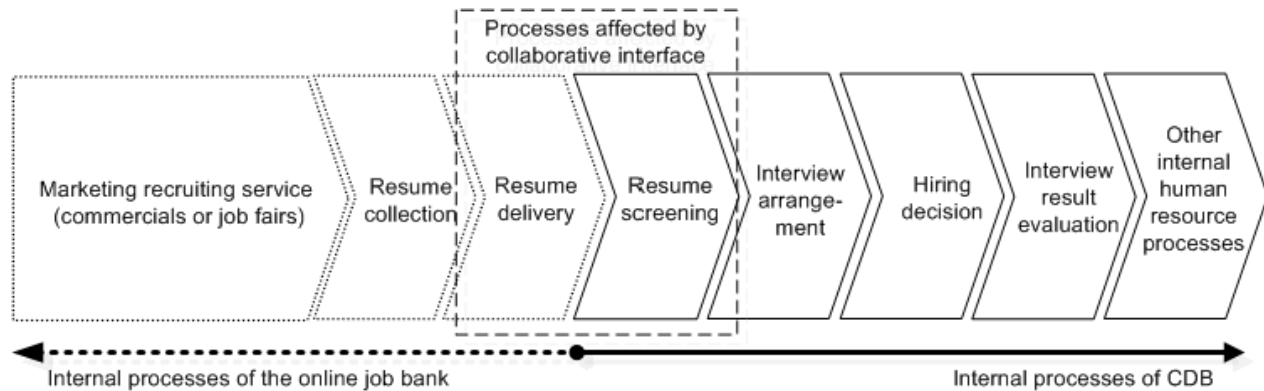 Processes affected by
collaborative interface
Marketing recruiting service
(commercials or job fairs)
Resume
collection
Resume
delivery
Resume
screening
Interview
arrange-
ment
Hiring
decision
Interview
result
evaluation
Other
internal
human
resource
processes
Internal processes of the online job bank
Internal processes of CDB